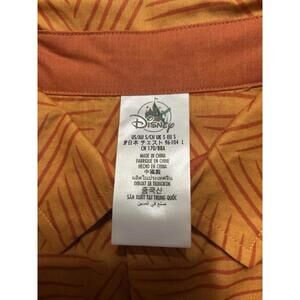 DISNEY
US/AU S/CH UK S EU S
JP日本 チェスト 96-104 L
CN 170/88A
MADE IN CHINA
FABRIQUÉ EN CHINE
HECHO EN CHINA
中國製
ผลิตในประเทศจีน
DIBUAT DI TIONGKOK
중국산
SẢN XUẤT TẠI TRUNG QUỐC
صنع في الصين